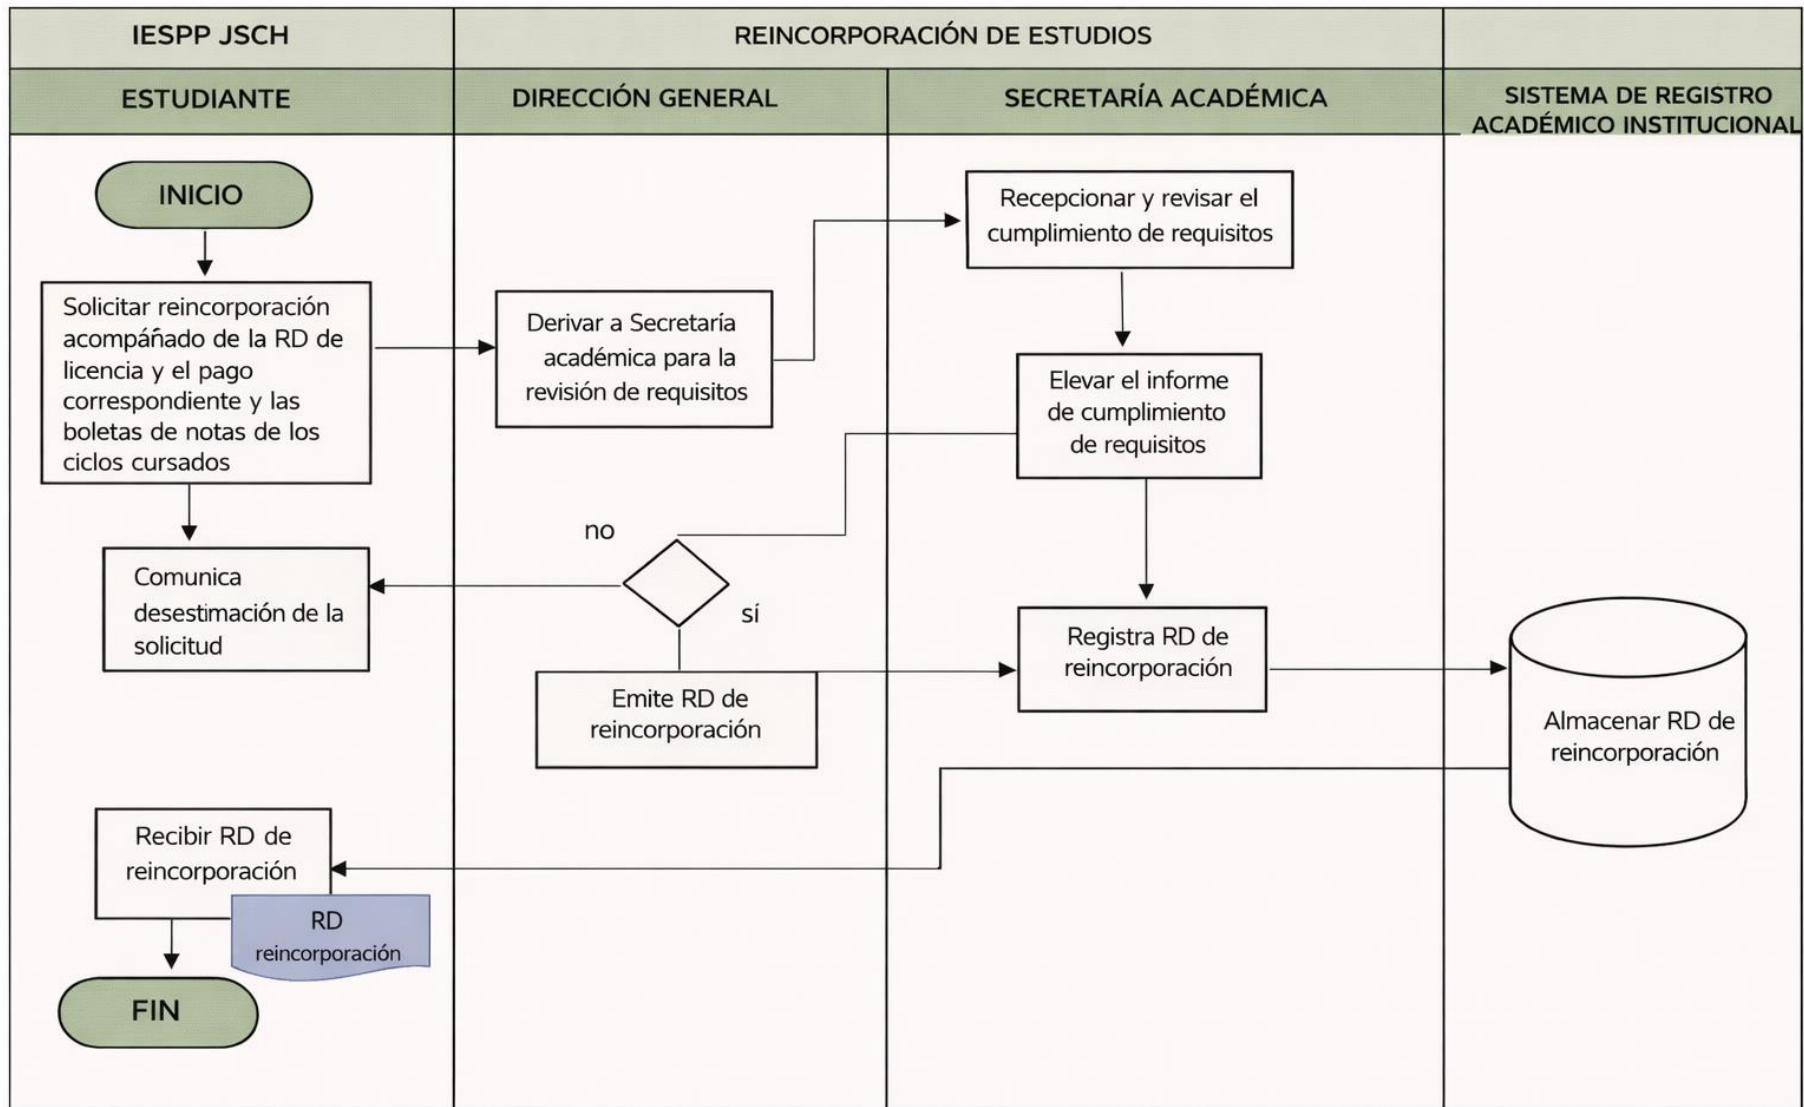 IESPP JSCH
REINCORPORACIÓN DE ESTUDIOS
ESTUDIANTE
DIRECCIÓN GENERAL
SECRETARÍA ACADÉMICA
SISTEMA DE REGISTRO
ACADÉMICO INSTITUCIONAL
INICIO
Solicitar reincorporación
acompáñado de la RD de
licencia y el pago
correspondiente y las
boletas de notas de los
ciclos cursados
Derivar a Secretaría
académica para la
revisión de requisitos
Recepcionar y revisar el
cumplimiento de requisitos
Elevar el informe
de cumplimiento
de requisitos
no
sí
Comunica
desestimación de la
solicitud
Emite RD de
reincorporación
Registra RD de
reincorporación
Almacenar RD de
reincorporación
Recibir RD de
reincorporación
RD
reincorporación
FIN